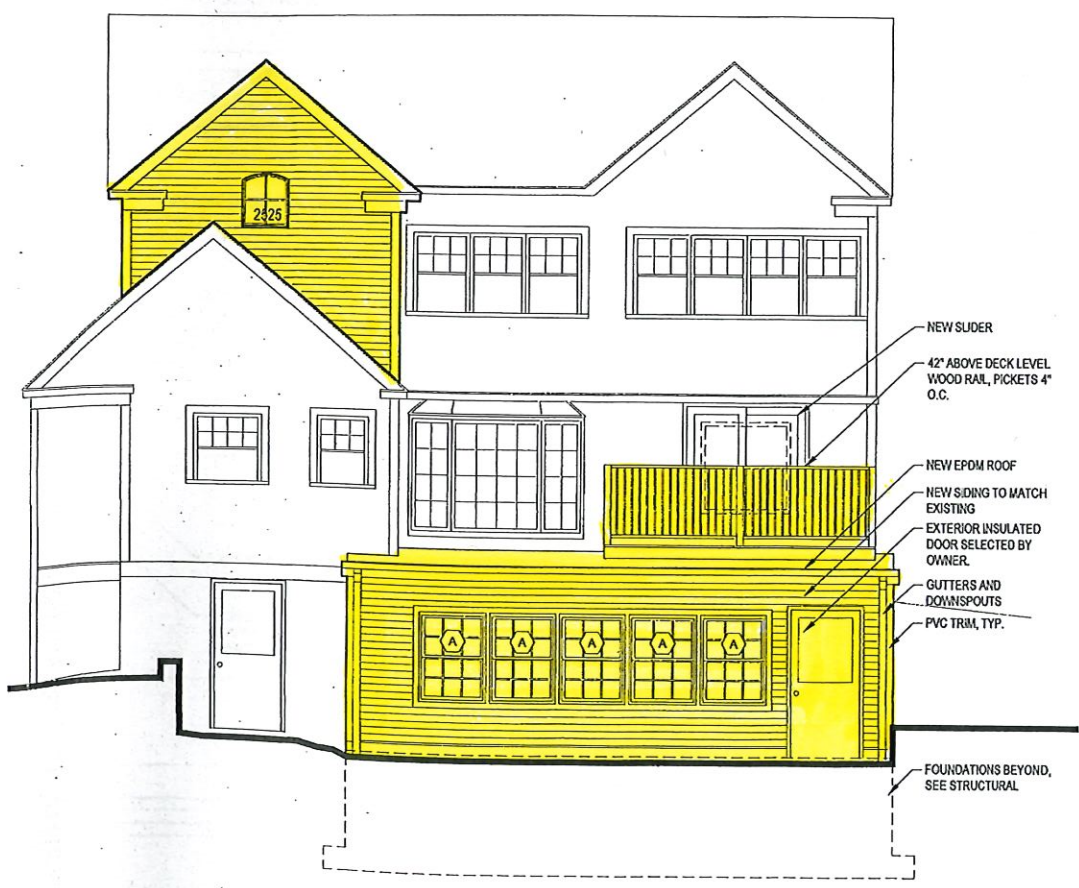 2525
NEW SLIDER
42" ABOVE DECK LEVEL
WOOD RAIL, PICKETS 4"
O.C.
NEW EPDM ROOF
NEW SIDING TO MATCH
EXISTING
EXTERIOR INSULATED
DOOR SELECTED BY
OWNER.
GUTTERS AND
DOWNSPOUTS
PVC TRIM, TYP.
A A A A A
FOUNDATIONS BEYOND,
SEE STRUCTURAL